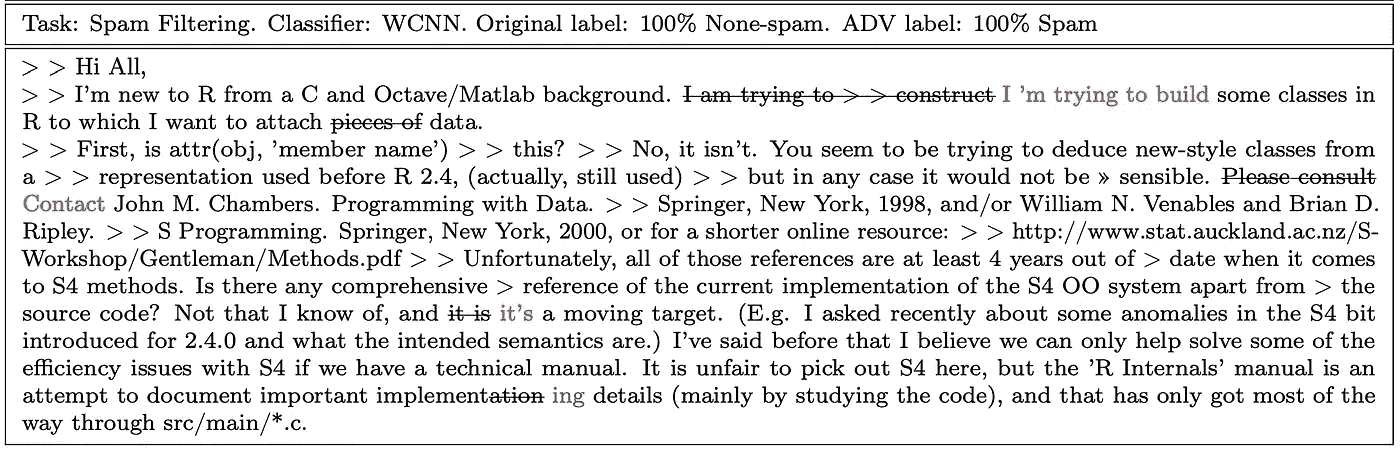 Task: Spam Filtering. Classifier: WCNN. Original label: 100% None-spam. ADV label: 100% Spam
> > Hi All,
> > I'm new to R from a C and Octave/Matlab background. I am trying to > > construct I 'm trying to build some classes in
R to which I want to attach pieces of data.
> > First, is attr(obj, 'member name') > > this? > > No, it isn't. You seem to be trying to deduce new-style classes from
a > > representation used before R 2.4, (actually, still used) > > but in any case it would not be » sensible. Please consult
Contact John M. Chambers. Programming with Data. > > Springer, New York, 1998, and/or William N. Venables and Brian D.
Ripley. > > S Programming. Springer, New York, 2000, or for a shorter online resource: > > http://www.stat.auckland.ac.nz/S-
Workshop/Gentleman/Methods.pdf > > Unfortunately, all of those references are at least 4 years out of > date when it comes
to S4 methods. Is there any comprehensive > reference of the current implementation of the S4 OO system apart from > the
source code? Not that I know of, and it is it's a moving target. (E.g. I asked recently about some anomalies in the S4 bit
introduced for 2.4.0 and what the intended semantics are.) I've said before that I believe we can only help solve some of the
efficiency issues with S4 if we have a technical manual. It is unfair to pick out S4 here, but the 'R Internals' manual is an
attempt to document important implementation ing details (mainly by studying the code), and that has only got most of the
way through src/main/*.c.